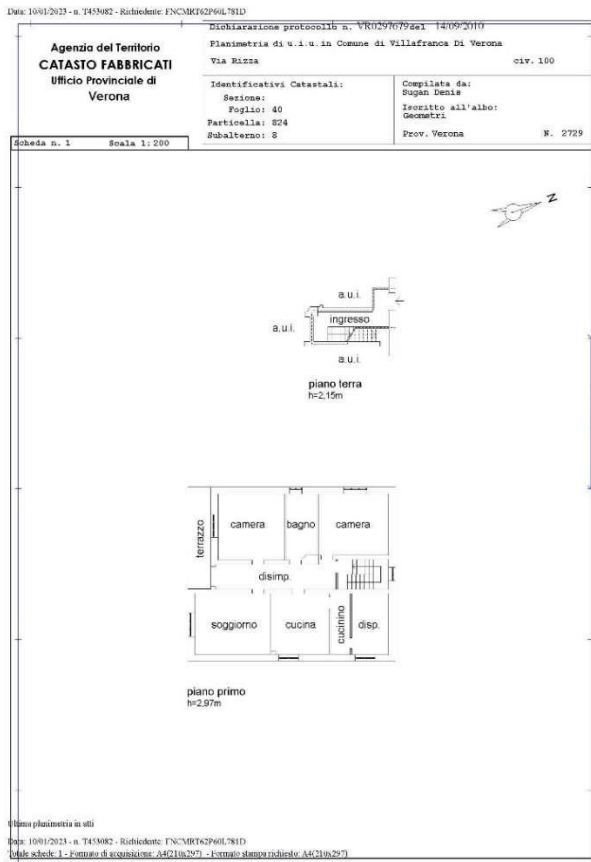 Data: 10/01/2023 - n. T453082 - Richiedente: FNCMRT62P60L781D
Agenzia del Territorio
CATASTO FABBRICATI
Ufficio Provinciale di
Verona
Dichiarazione protocollo n. VR0297679 del 14/09/2010
Planimetria di u.i.u. in Comune di Villafranca Di Verona
Via Rizza civ. 100
Identificativi Catastali:
Sezione:
Foglio: 40
Particella: 824
Subalterno: 8
Compilata da:
Sugan Denis
Iscritto all'albo:
Geometri
Prov. Verona N. 2729
Scheda n. 1 Scala 1:200
N
a.u.i.
ingresso
a.u.i.
a.u.i.
piano terra
h=2,15m
terrazzo
camera
bagno
camera
disimp.
soggiorno
cucina
cucinino
disp.
piano primo
h=2,97m
Ultima planimetria in atti
Data: 10/01/2023 - n. T453082 - Richiedente: FNCMRT62P60L781D
Totale schede: 1 - Formato di acquisizione: A4(210x297) - Formato stampa richiesto: A4(210x297)